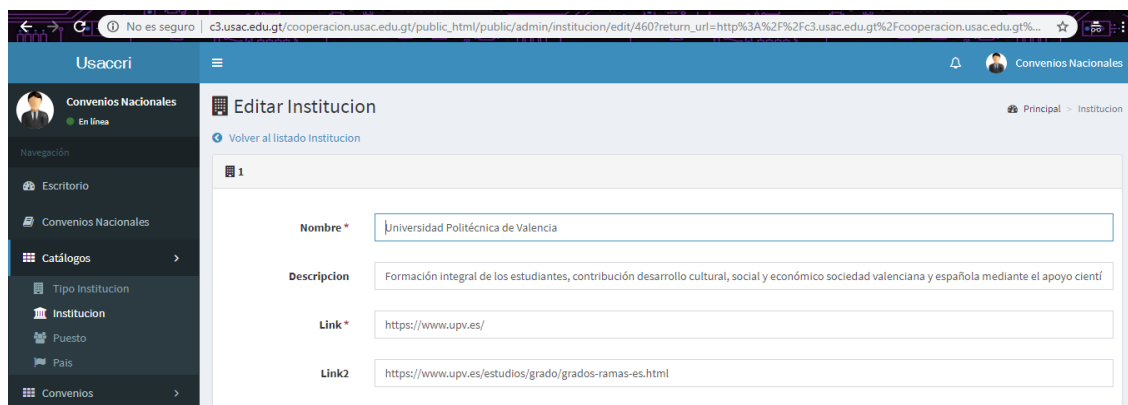 No es seguro | c3.usac.edu.gt/cooperacion.usac.edu.gt/public_html/public/admin/institucion/edit/460?return_url=http%3A%2F%2Fc3.usac.edu.gt%2Fcooperacion.usac.edu.gt%...
Usaccri
Convenios Nacionales
Convenios Nacionales
En línea
Navegación
Escritorio
Convenios Nacionales
Catálogos
Tipo Institucion
Institucion
Puesto
Pais
Convenios
Editar Institucion
Principal > Institucion
Volver al listado Institucion
1
Nombre * Universidad Politécnica de Valencia
Descripcion Formación integral de los estudiantes, contribución desarrollo cultural, social y económico sociedad valenciana y española mediante el apoyo cientí
Link * https://www.upv.es/
Link2 https://www.upv.es/estudios/grado/grados-ramas-es.html